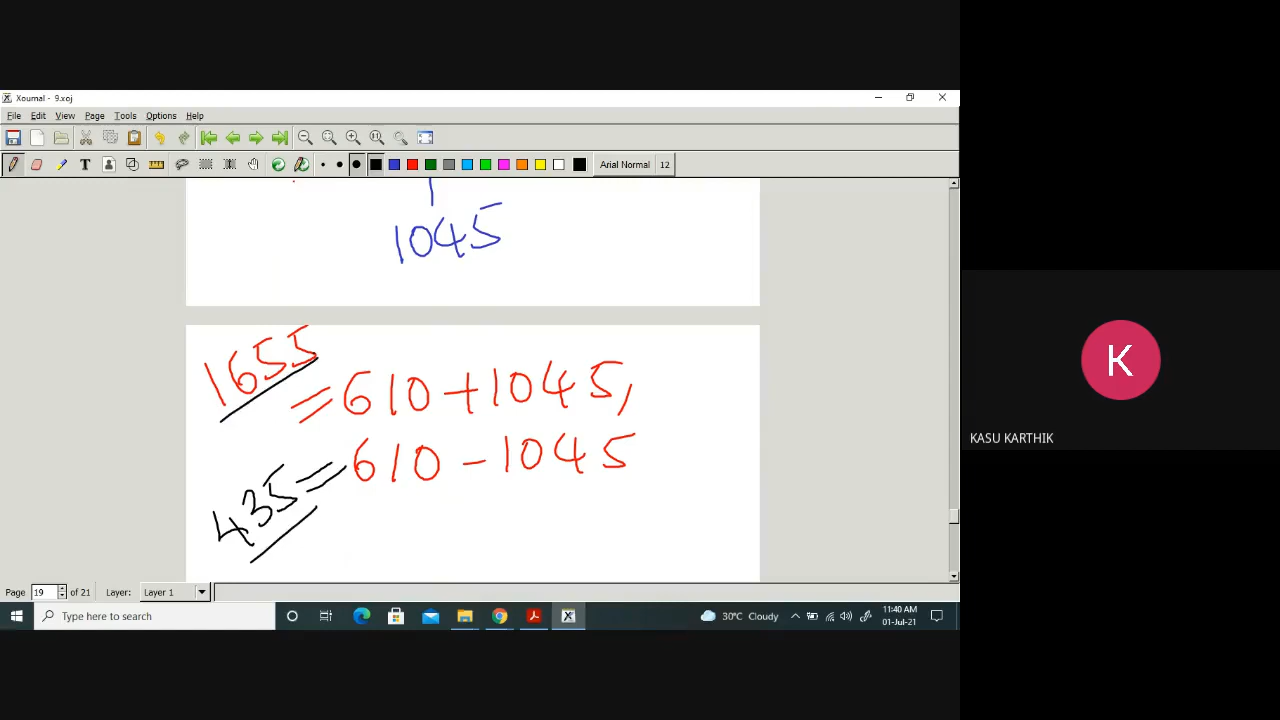 Xournal - 9.xoj
File Edit View Page Tools Options Help
T Arial Normal 12
1045
1655
= 610 + 1045,
435 = 610 - 1045
K
KASU KARTHIK
Page 19 of 21 Layer: Layer 1
Type here to search
30°C Cloudy
11:40 AM
01-Jul-21